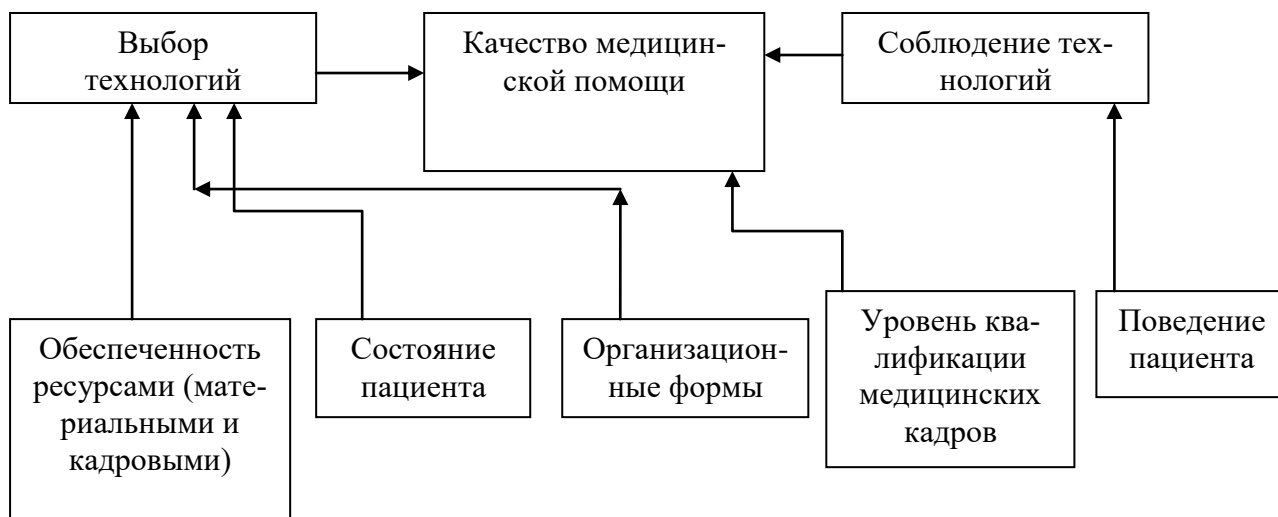 Выбор
технологий
Качество медицин-
ской помощи
Соблюдение тех-
нологий
Обеспеченность
ресурсами (мате-
риальными и
кадровыми)
Состояние
пациента
Организацион-
ные формы
Уровень ква-
лификации
медицинских
кадров
Поведение
пациента